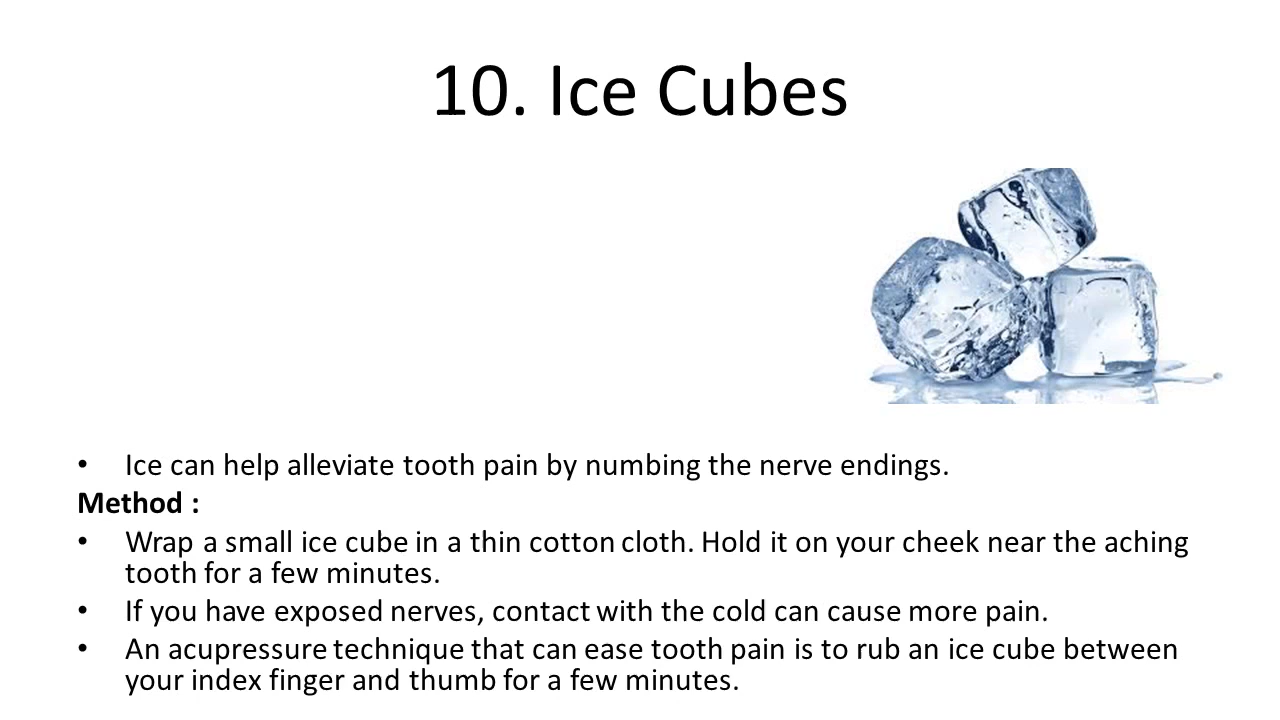 10. Ice Cubes
• Ice can help alleviate tooth pain by numbing the nerve endings.
Method :
• Wrap a small ice cube in a thin cotton cloth. Hold it on your cheek near the aching
tooth for a few minutes.
• If you have exposed nerves, contact with the cold can cause more pain.
• An acupressure technique that can ease tooth pain is to rub an ice cube between
your index finger and thumb for a few minutes.